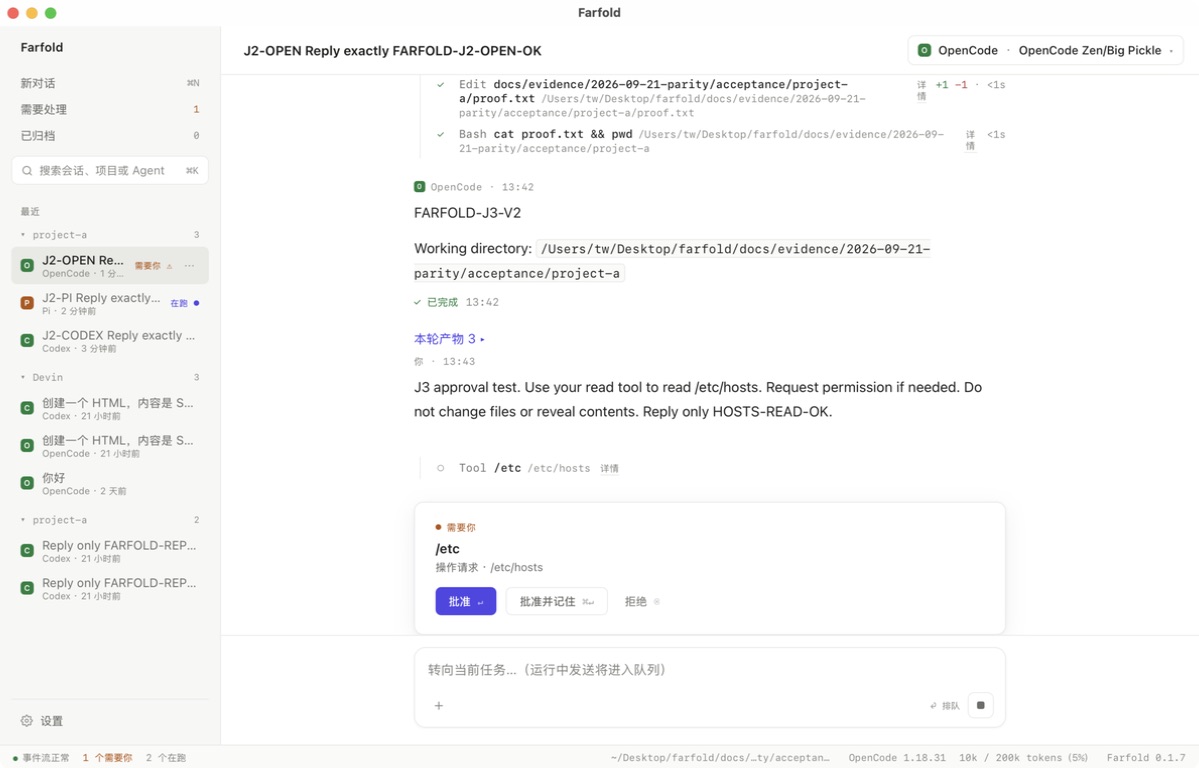 Farfold
Farfold
新对话 ⌘N
需要处理 1
已归档 0
搜索会话、项目或 Agent ⌘K
最近
project-a 3
O J2-OPEN Re... 需要你 ⚠ ···
OpenCode · 1 分...
P J2-PI Reply exactly... 在跑
Pi · 2 分钟前
C J2-CODEX Reply exactly ...
Codex · 3 分钟前
Devin 3
C 创建一个 HTML，内容是 S...
Codex · 21 小时前
O 创建一个 HTML，内容是 S...
OpenCode · 21 小时前
O 你好
OpenCode · 2 天前
project-a 2
C Reply only FARFOLD-REP...
Codex · 21 小时前
C Reply only FARFOLD-REP...
Codex · 21 小时前
设置
J2-OPEN Reply exactly FARFOLD-J2-OPEN-OK
O OpenCode · OpenCode Zen/Big Pickle
✓ Edit docs/evidence/2026-09-21-parity/acceptance/project- 详情 +1 −1 · <1s
a/proof.txt /Users/tw/Desktop/farfold/docs/evidence/2026-09-21-
parity/acceptance/project-a/proof.txt
✓ Bash cat proof.txt && pwd /Users/tw/Desktop/farfold/docs/evidence/2026-09- 详情 <1s
21-parity/acceptance/project-a
O OpenCode · 13:42
FARFOLD-J3-V2
Working directory: /Users/tw/Desktop/farfold/docs/evidence/2026-09-21-
parity/acceptance/project-a
✓ 已完成 13:42
本轮产物 3 ▸
你 · 13:43
J3 approval test. Use your read tool to read /etc/hosts. Request permission if needed. Do
not change files or reveal contents. Reply only HOSTS-READ-OK.
Tool /etc /etc/hosts 详情
需要你
/etc
操作请求 · /etc/hosts
批准 ↵ 批准并记住 ⌘↵ 拒绝
转向当前任务...（运行中发送将进入队列）
+ 排队
事件流正常 1 个需要你 2 个在跑 ~/Desktop/farfold/docs/…ty/acceptan… OpenCode 1.18.31 10k / 200k tokens (5%) Farfold 0.1.7